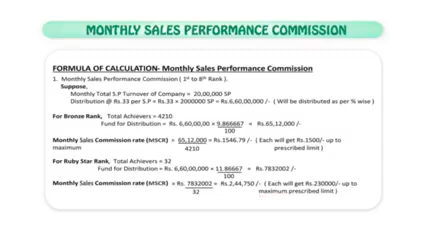 MONTHLY SALES PERFORMANCE COMMISSION
FORMULA OF CALCULATION- Monthly Sales Performance Commission
1. Monthly Sales Performance Commission ( 1st to 8th Rank ).
Suppose,
Monthly Total S.P Turnover of Company = 20,00,000 SP
Distribution @ Rs.33 per S.P = Rs.33 × 2000000 SP = Rs.6,60,00,000 /- ( Will be distributed as per % wise )
For Bronze Rank, Total Achievers = 4210
Fund for Distribution = Rs. 6,60,00,00 × 9.866667 = Rs.65,12,000 /-
100
Monthly Sales Commission rate (MSCR) = 65,12,000 = Rs.1546.79 /- ( Each will get Rs.1500/- up to
maximum 4210 prescribed limit )
For Ruby Star Rank, Total Achievers = 32
Fund for Distribution = Rs. 6,60,00,000 × 11.86667 = Rs.7832002 /-
100
Monthly Sales Commission rate (MSCR) = Rs. 7832002 = Rs.2,44,750 /- ( Each will get Rs.230000/- up to
32 maximum prescribed limit )